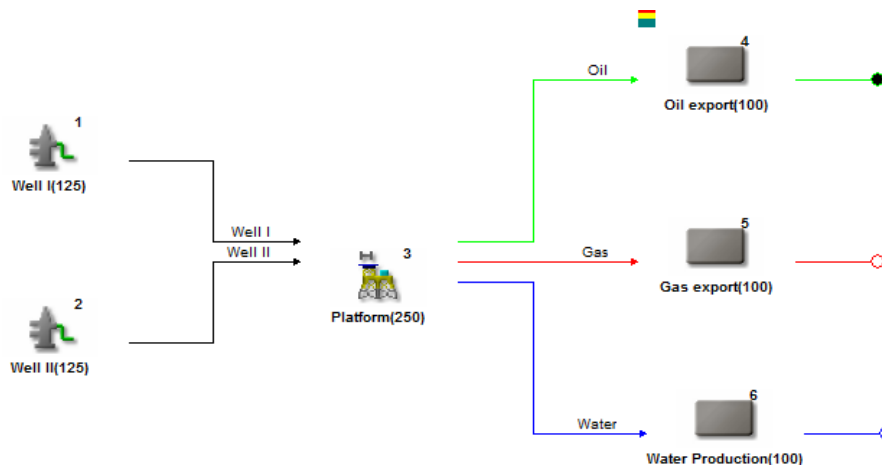 4
Oil
Oil export(100)
1
Well I(125)
Well I
Well II
3
Platform(250)
5
Gas
Gas export(100)
2
Well II(125)
6
Water
Water Production(100)